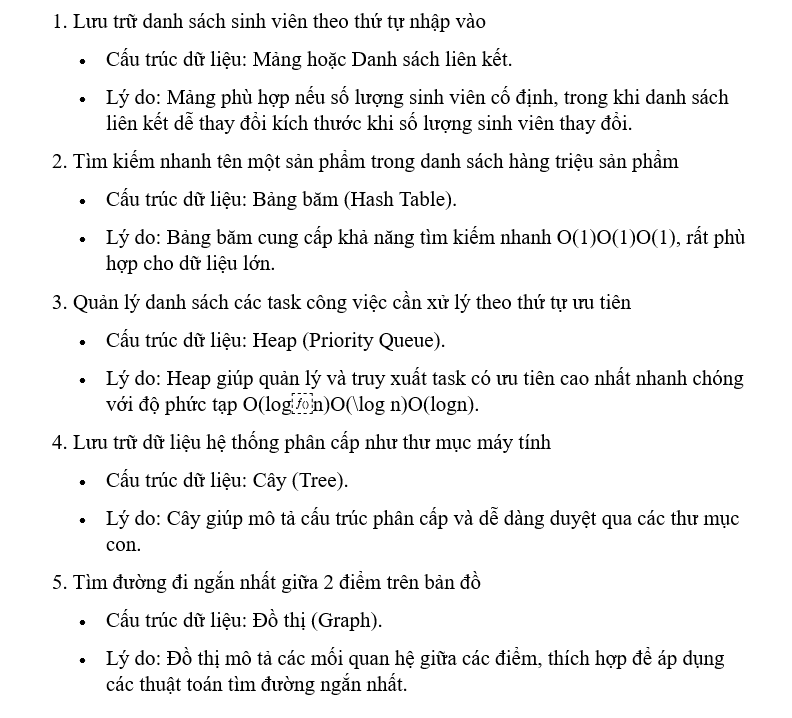 1. Lưu trữ danh sách sinh viên theo thứ tự nhập vào
• Cấu trúc dữ liệu: Mảng hoặc Danh sách liên kết.
• Lý do: Mảng phù hợp nếu số lượng sinh viên cố định, trong khi danh sách
liên kết dễ thay đổi kích thước khi số lượng sinh viên thay đổi.
2. Tìm kiếm nhanh tên một sản phẩm trong danh sách hàng triệu sản phẩm
• Cấu trúc dữ liệu: Bảng băm (Hash Table).
• Lý do: Bảng băm cung cấp khả năng tìm kiếm nhanh O(1)O(1)O(1), rất phù
hợp cho dữ liệu lớn.
3. Quản lý danh sách các task công việc cần xử lý theo thứ tự ưu tiên
• Cấu trúc dữ liệu: Heap (Priority Queue).
• Lý do: Heap giúp quản lý và truy xuất task có ưu tiên cao nhất nhanh chóng
với độ phức tạp O(log⁡n)O(\log n)O(logn).
4. Lưu trữ dữ liệu hệ thống phân cấp như thư mục máy tính
• Cấu trúc dữ liệu: Cây (Tree).
• Lý do: Cây giúp mô tả cấu trúc phân cấp và dễ dàng duyệt qua các thư mục
con.
5. Tìm đường đi ngắn nhất giữa 2 điểm trên bản đồ
• Cấu trúc dữ liệu: Đồ thị (Graph).
• Lý do: Đồ thị mô tả các mối quan hệ giữa các điểm, thích hợp để áp dụng
các thuật toán tìm đường ngắn nhất.